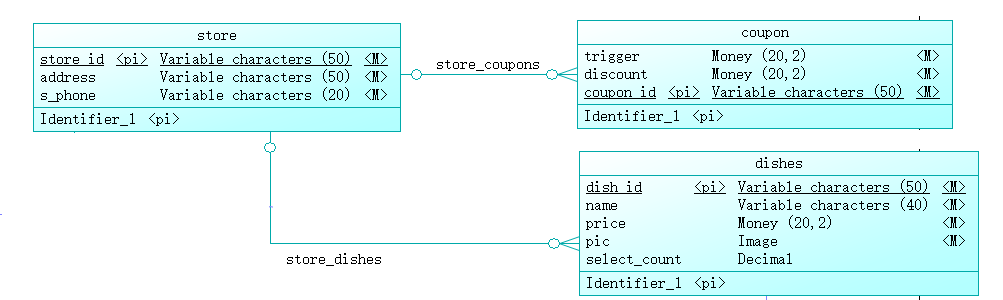 store
store_id <pi> Variable characters (50) <M>
address Variable characters (50) <M>
s_phone Variable characters (20) <M>
Identifier_1 <pi>
store_coupons
coupon
trigger Money (20,2) <M>
discount Money (20,2) <M>
coupon_id <pi> Variable characters (50) <M>
Identifier_1 <pi>
store_dishes
dishes
dish_id <pi> Variable characters (50) <M>
name Variable characters (40) <M>
price Money (20,2) <M>
pic Image <M>
select_count Decimal
Identifier_1 <pi>